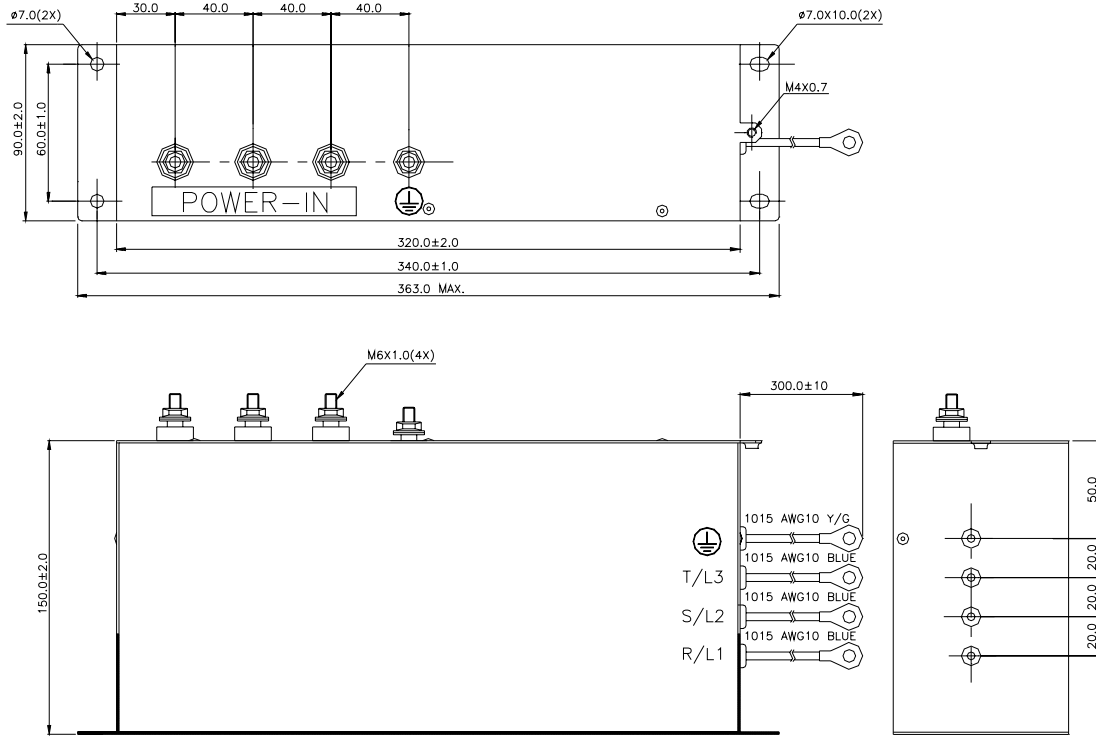 30.0 40.0 40.0 40.0
ø7.0(2X)
ø7.0X10.0(2X)
M4X0.7
90.0±2.0
60.0±1.0
POWER-IN
320.0±2.0
340.0±1.0
363.0 MAX.
M6X1.0(4X)
300.0±10
150.0±2.0
50.0
1015 AWG10 Y/G
20.0
1015 AWG10 BLUE
T/L3
20.0
1015 AWG10 BLUE
S/L2
20.0
1015 AWG10 BLUE
R/L1